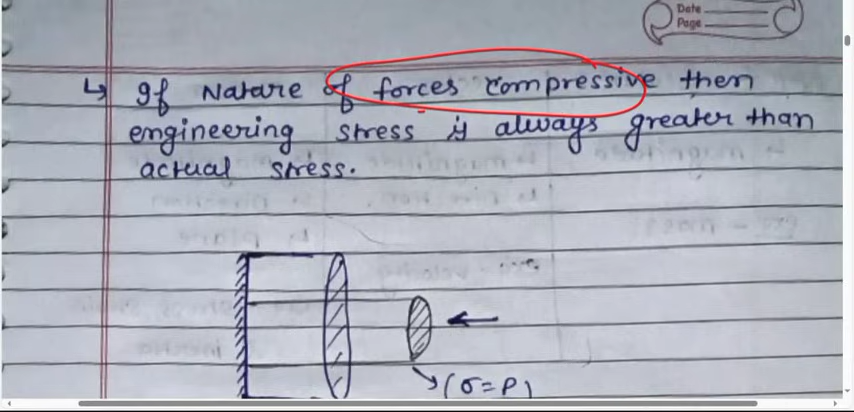 Date
Page
↳ If Nature of forces compressive then
engineering stress is always greater than
actual stress.
(σ=P)